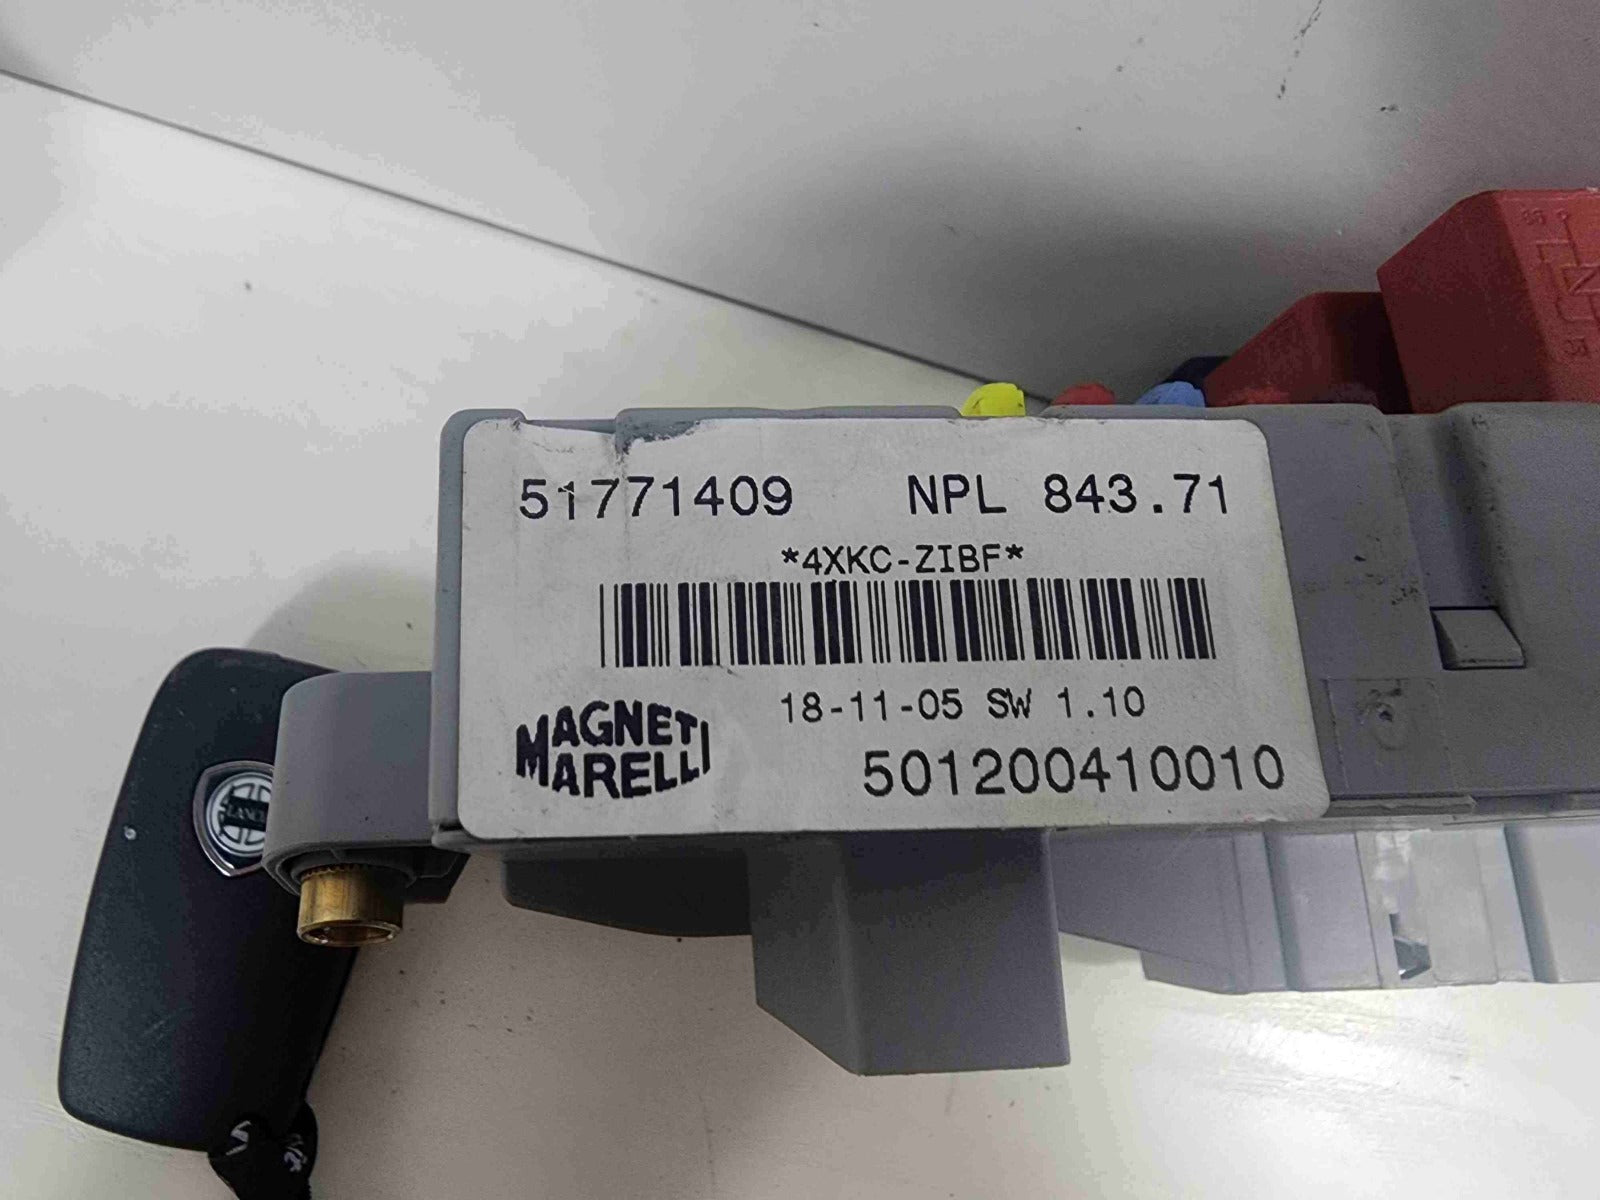 51771409 NPL 843.71
*4XKC-ZIBF*
18-11-05 SW 1.10
MAGNETI
MARELLI
501200410010